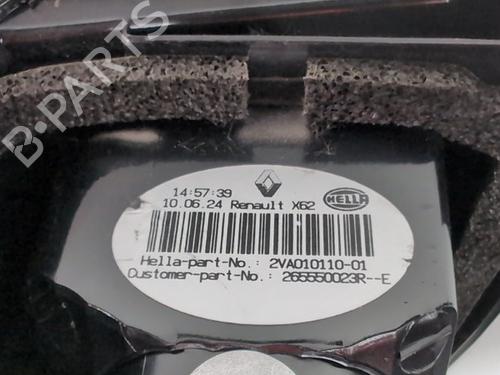 B-PARTS
14:57:39
10.06.24 Renault X62
HELLA
Hella-part-No.: 2VA010110-01
Customer-part-No.: 265550023R--E